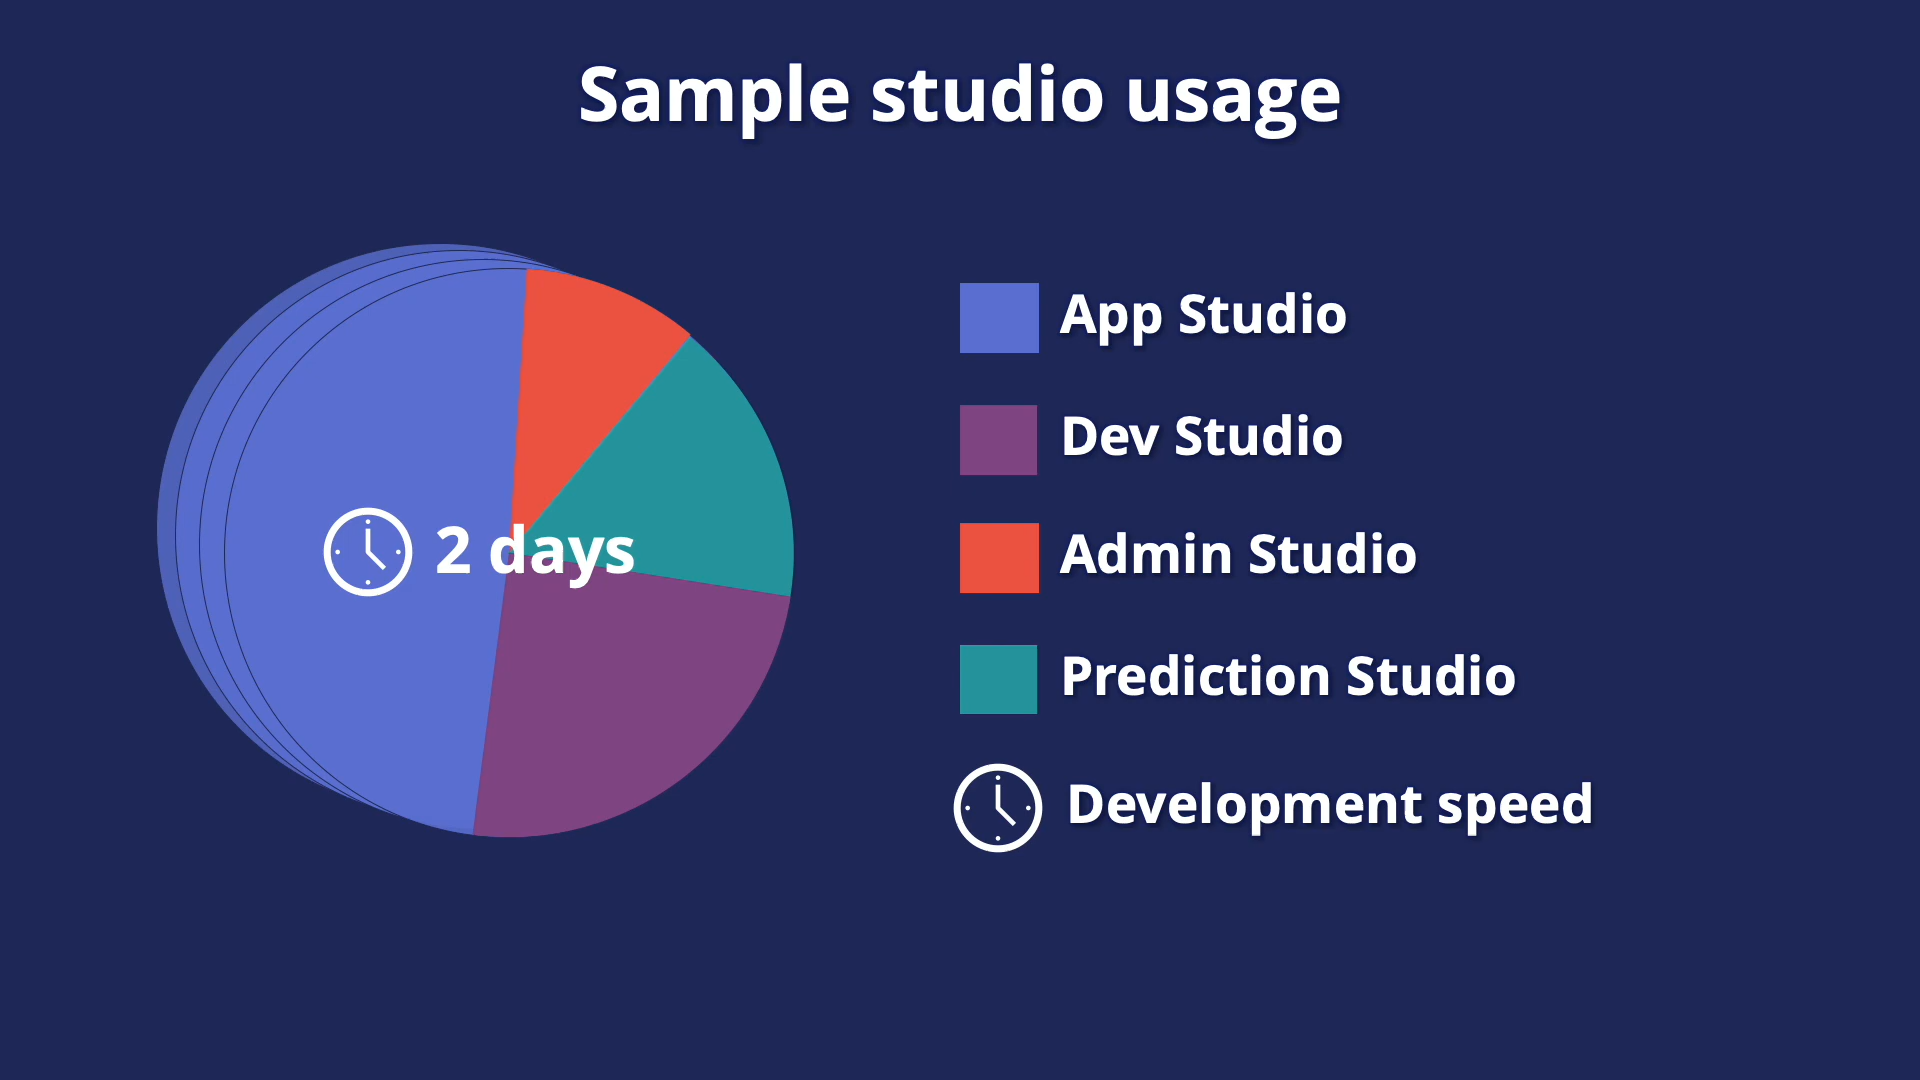 Sample studio usage
2 days
App Studio
Dev Studio
Admin Studio
Prediction Studio
Development speed